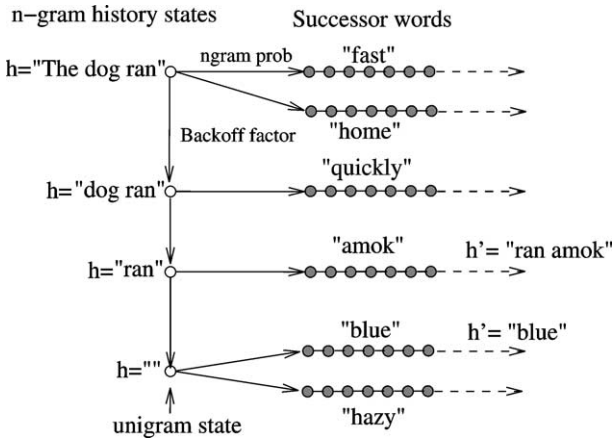 n-gram history states
Successor words
h="The dog ran"
ngram prob
"fast"
"home"
Backoff factor
"quickly"
h="dog ran"
"amok"
h="ran"
h'= "ran amok"
"blue"
h'= "blue"
h=""
"hazy"
unigram state